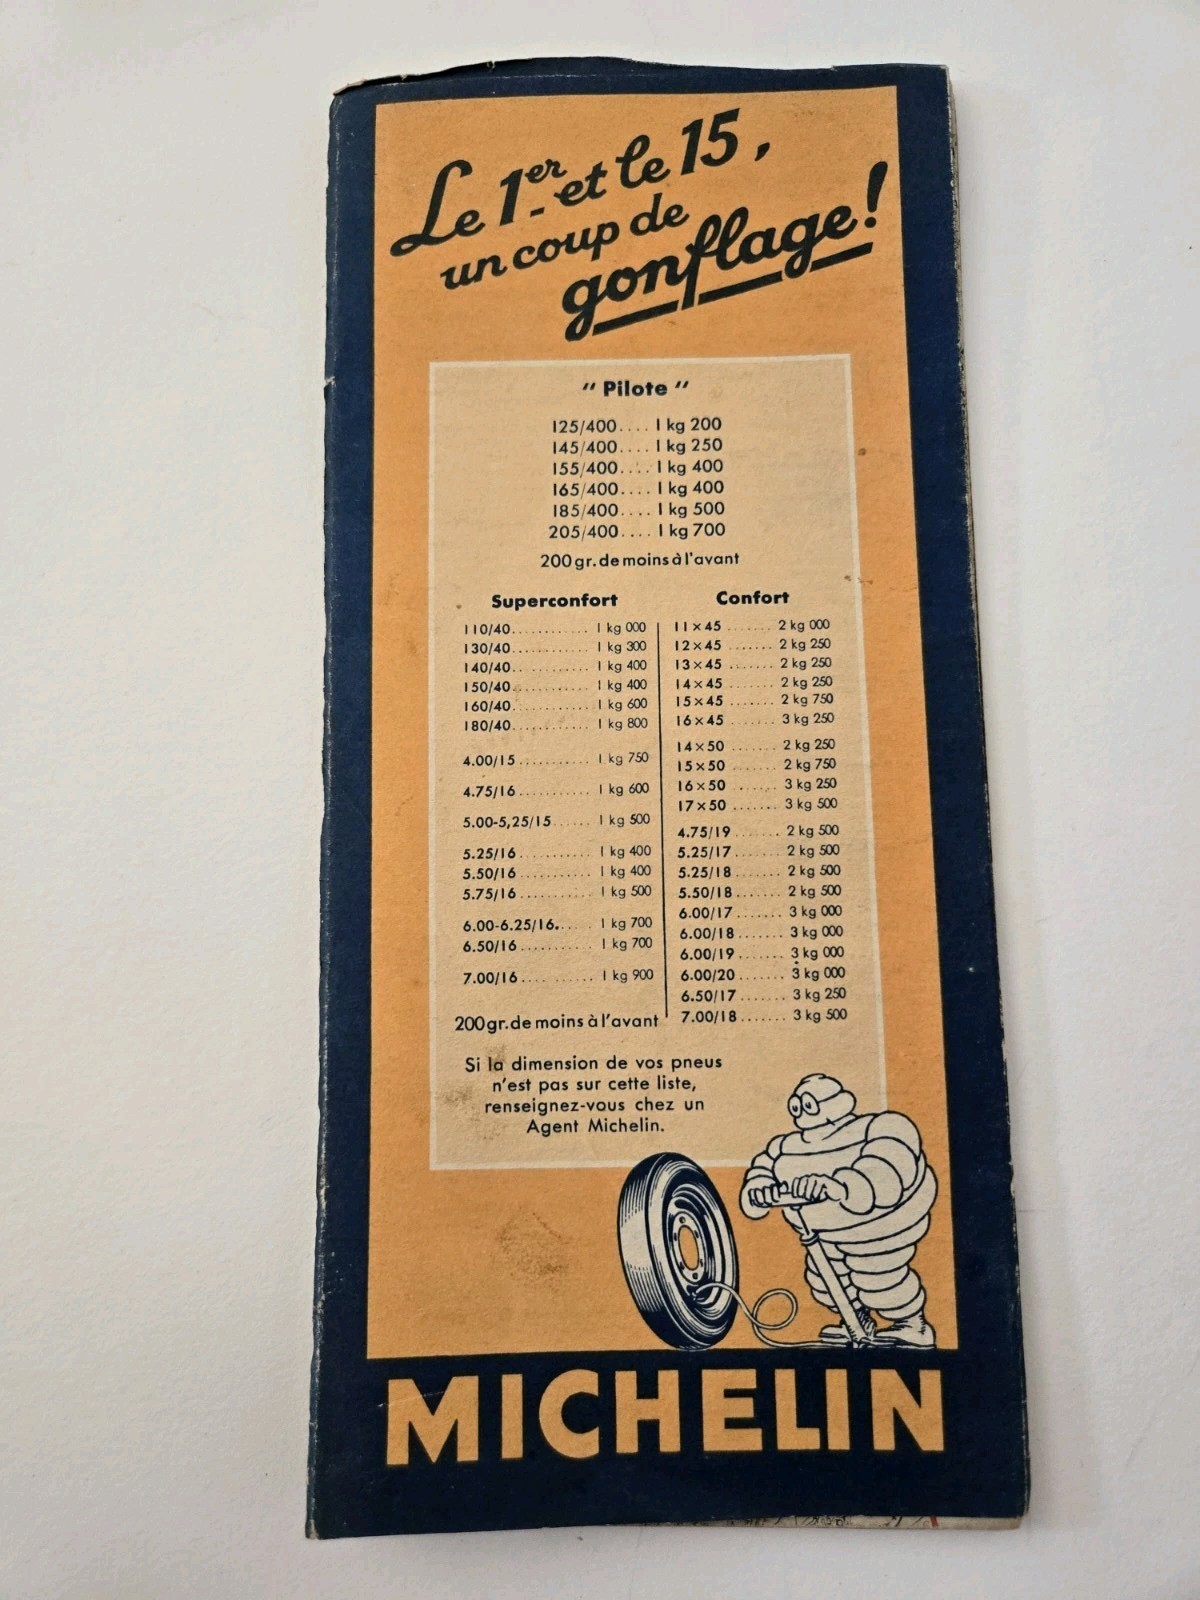 Le 1er et le 15,
un coup de
gonflage!
" Pilote "
125/400.... 1 kg 200
145/400.... 1 kg 250
155/400.... 1 kg 400
165/400.... 1 kg 400
185/400.... 1 kg 500
205/400.... 1 kg 700
200 gr. de moins à l'avant
Superconfort
110/40............ 1 kg 000
130/40............ 1 kg 300
140/40............ 1 kg 400
150/40............ 1 kg 400
160/40............ 1 kg 600
180/40............ 1 kg 800
4.00/15........... 1 kg 750
4.75/16........... 1 kg 600
5.00-5,25/15...... 1 kg 500
5.25/16........... 1 kg 400
5.50/16........... 1 kg 400
5.75/16........... 1 kg 500
6.00-6.25/16...... 1 kg 700
6.50/16........... 1 kg 700
7.00/16........... 1 kg 900
200 gr. de moins à l'avant
Confort
11 x 45 ....... 2 kg 000
12 x 45 ....... 2 kg 250
13 x 45 ....... 2 kg 250
14 x 45 ....... 2 kg 250
15 x 45 ....... 2 kg 750
16 x 45 ....... 3 kg 250
14 x 50 ....... 2 kg 250
15 x 50 ....... 2 kg 750
16 x 50 ....... 3 kg 250
17 x 50 ....... 3 kg 500
4.75/19 ....... 2 kg 500
5.25/17 ....... 2 kg 500
5.25/18 ....... 2 kg 500
5.50/18 ....... 2 kg 500
6.00/17 ....... 3 kg 000
6.00/18 ....... 3 kg 000
6.00/19 ....... 3 kg 000
6.00/20 ....... 3 kg 000
6.50/17 ....... 3 kg 250
7.00/18 ....... 3 kg 500
Si la dimension de vos pneus
n'est pas sur cette liste,
renseignez-vous chez un
Agent Michelin.
MICHELIN